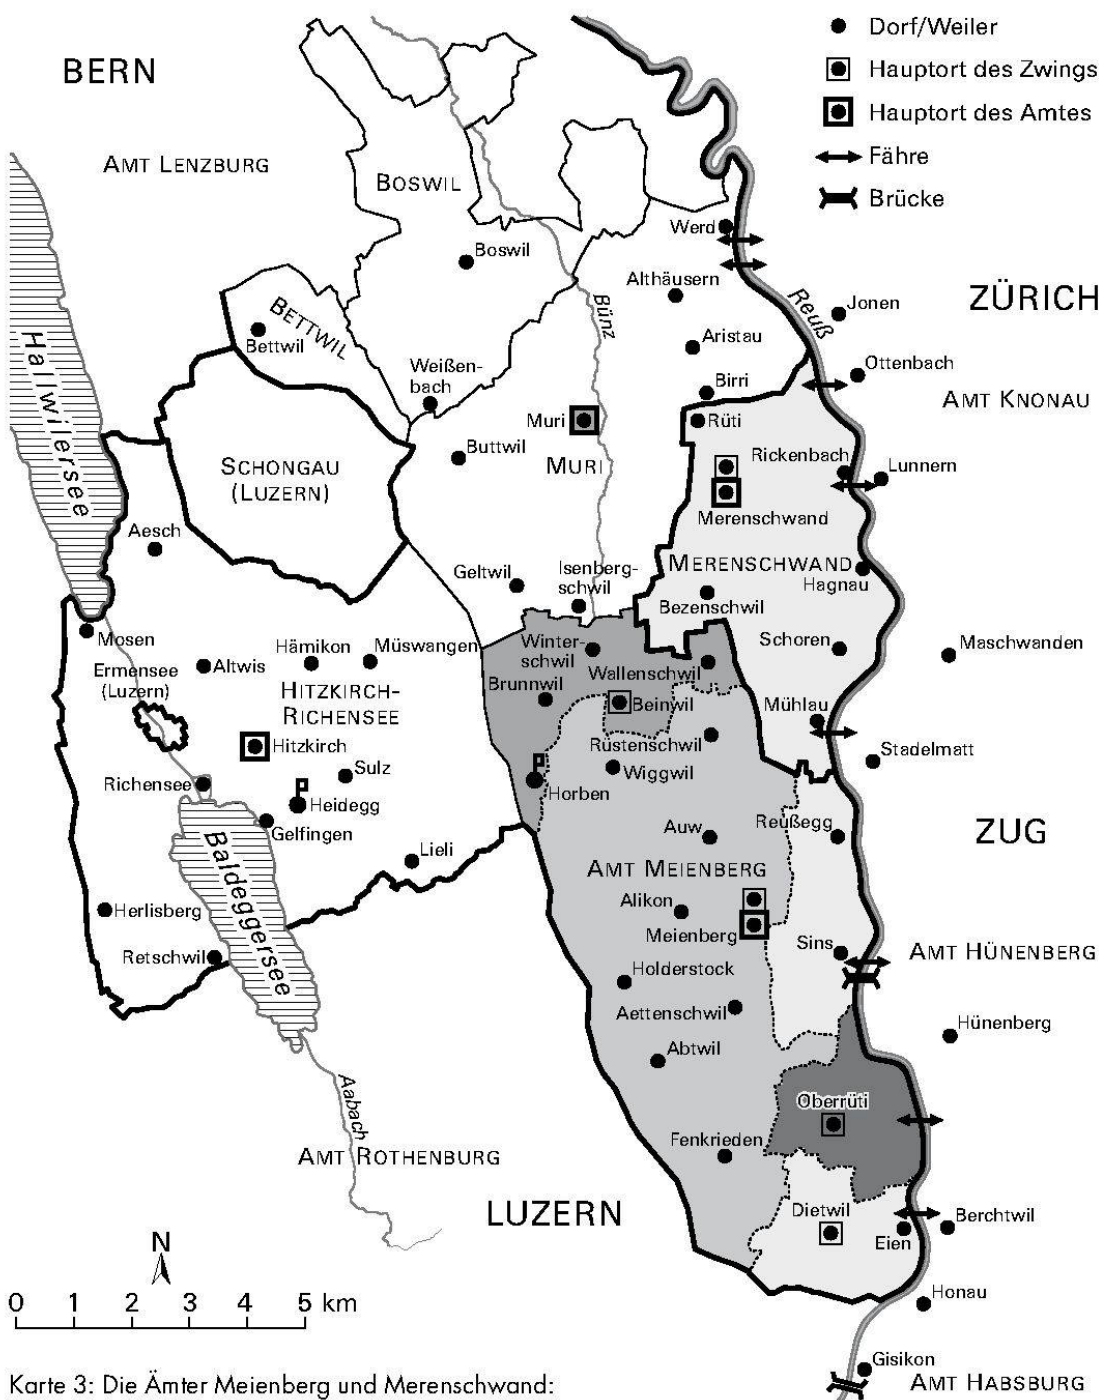 Dorf/Weiler
Hauptort des Zwings
Hauptort des Amtes
Fähre
Brücke
BERN
AMT LENZBURG
BOSWIL
Werd
Boswil
Althäusern
ZÜRICH
Reuß
Jonen
Bünz
BETTWIL
Bettwil
Aristau
Hallwilersee
Weißen-
bach
Ottenbach
Birri
AMT KNONAU
Muri
Rüti
Buttwil
MURI
Rickenbach
Lunnern
SCHONGAU
(LUZERN)
Merenschwand
Aesch
MERENSCHWAND
Geltwil
Isenberg-
schwil
Hagnau
Bezenschwil
Mosen
Hämikon
Müswangen
Winter-
schwil
Schoren
Maschwanden
Ermensee
(Luzern)
Altwis
Wallenschwil
HITZKIRCH-
RICHENSEE
Brunnwil
Beinwil
Mühlau
Hitzkirch
Rüstenschwil
Stadelmatt
Richensee
Sulz
Wiggwil
Heidegg
Horben
Gelfingen
Auw
Reußegg
ZUG
Baldeggersee
Lieli
AMT MEIENBERG
Herlisberg
Alikon
Meienberg
Retschwil
Sins
AMT HÜNENBERG
Holderstock
Aettenschwil
Hünenberg
Abtwil
Aabach
Oberrüti
AMT ROTHENBURG
Fenkrieden
LUZERN
Dietwil
Eien
Berchtwil
N
0 1 2 3 4 5 km
Honau
Gisikon
AMT HABSBURG
Karte 3: Die Ämter Meienberg und Merenschwand: